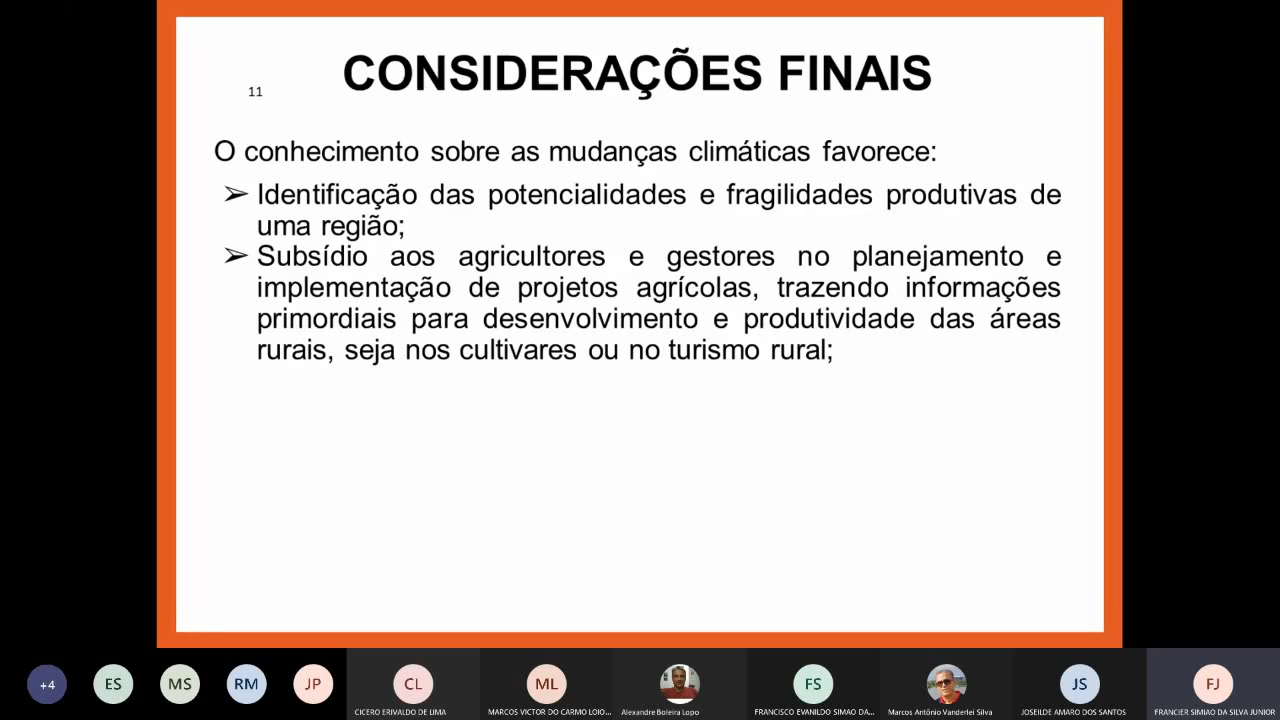 CONSIDERAÇÕES FINAIS
11
O conhecimento sobre as mudanças climáticas favorece:
➢ Identificação das potencialidades e fragilidades produtivas de
uma região;
➢ Subsídio aos agricultores e gestores no planejamento e
implementação de projetos agrícolas, trazendo informações
primordiais para desenvolvimento e produtividade das áreas
rurais, seja nos cultivares ou no turismo rural;
+4 ES MS RM JP CL ML FS JS FJ
CICERO ERIVALDO DE LIMA MARCOS VICTOR DO CARMO LOIO... Alexandre Boleira Lopo FRANCISCO EVANILDO SIMAO DA... Marcos Antônio Vanderlei Silva JOSEILDE AMARO DOS SANTOS FRANCIER SIMIAO DA SILVA JUNIOR